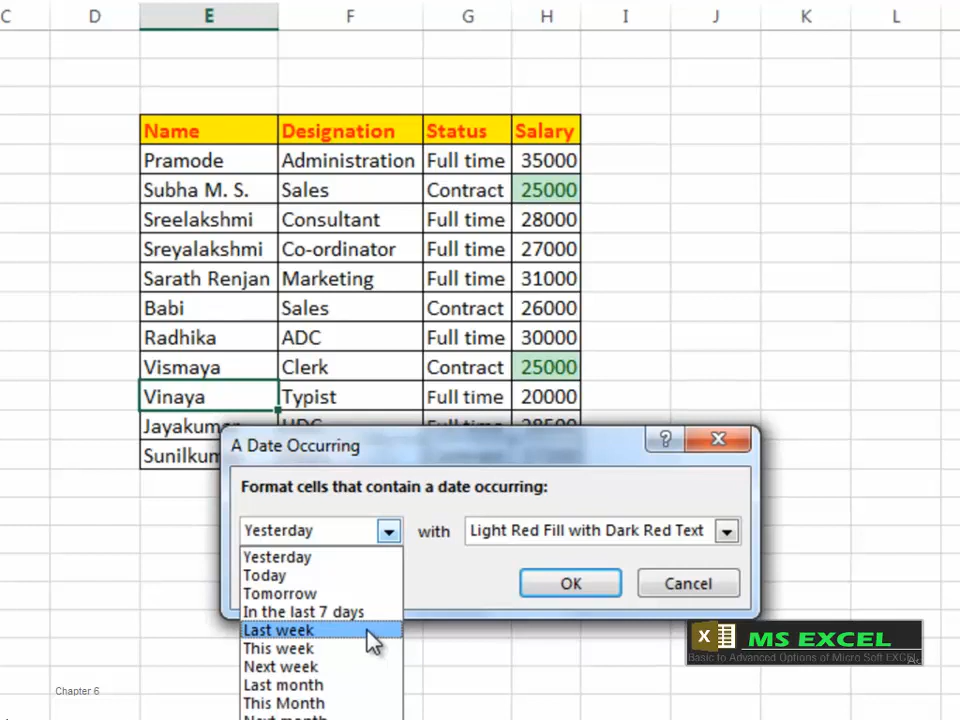 C D E F G H I J K L
Name Designation Status Salary
Pramode Administration Full time 35000
Subha M. S. Sales Contract 25000
Sreelakshmi Consultant Full time 28000
Sreyalakshmi Co-ordinator Full time 27000
Sarath Renjan Marketing Full time 31000
Babi Sales Contract 26000
Radhika ADC Full time 30000
Vismaya Clerk Contract 25000
Vinaya Typist Full time 20000
Jayakumar
Sunilkum
A Date Occurring
Format cells that contain a date occurring:
Yesterday with Light Red Fill with Dark Red Text
Yesterday
Today
Tomorrow
In the last 7 days
Last week
This week
Next week
Last month
This Month
Next month
OK Cancel
MS EXCEL
Basic to Advanced Options of Micro Soft EXCEL
Chapter 6